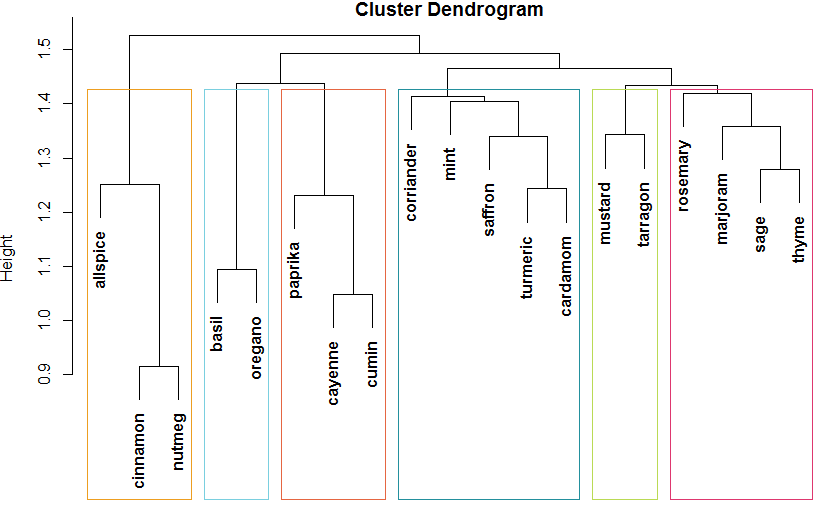 Cluster Dendrogram
Height
1.5
1.4
1.3
1.2
1.1
1.0
0.9
allspice
cinnamon
nutmeg
basil
oregano
paprika
cayenne
cumin
corriander
mint
saffron
turmeric
cardamom
mustard
tarragon
rosemary
marjoram
sage
thyme